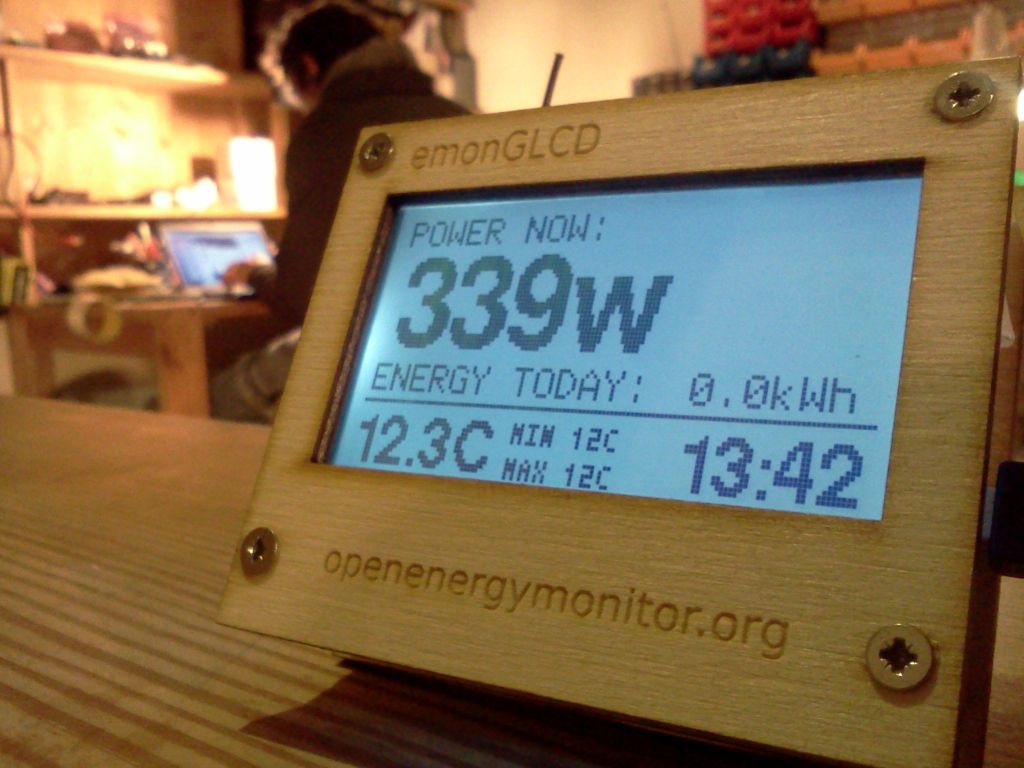 emonGLCD
POWER NOW:
339w
ENERGY TODAY: 0.0kWh
12.3C MIN 12C 13:42
MAX 12C
openenergymonitor.org